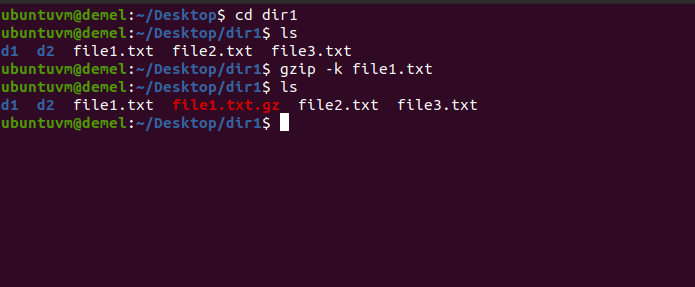 ubuntuvm@demel:~/Desktop$ cd dir1
ubuntuvm@demel:~/Desktop/dir1$ ls
d1  d2  file1.txt  file2.txt  file3.txt
ubuntuvm@demel:~/Desktop/dir1$ gzip -k file1.txt
ubuntuvm@demel:~/Desktop/dir1$ ls
d1  d2  file1.txt  file1.txt.gz  file2.txt  file3.txt
ubuntuvm@demel:~/Desktop/dir1$